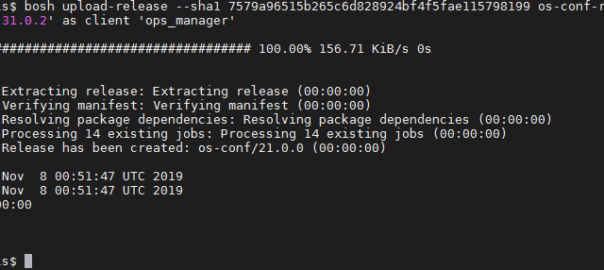 s$ bosh upload-release --sha1 7579a96515b265c6d828924bf4f5fae115798199 os-conf-r
31.0.2' as client 'ops_manager'
################################# 100.00% 156.71 KiB/s 0s
Extracting release: Extracting release (00:00:00)
Verifying manifest: Verifying manifest (00:00:00)
Resolving package dependencies: Resolving package dependencies (00:00:00)
Processing 14 existing jobs: Processing 14 existing jobs (00:00:00)
Release has been created: os-conf/21.0.0 (00:00:00)
Nov  8 00:51:47 UTC 2019
Nov  8 00:51:47 UTC 2019
00:00
s$